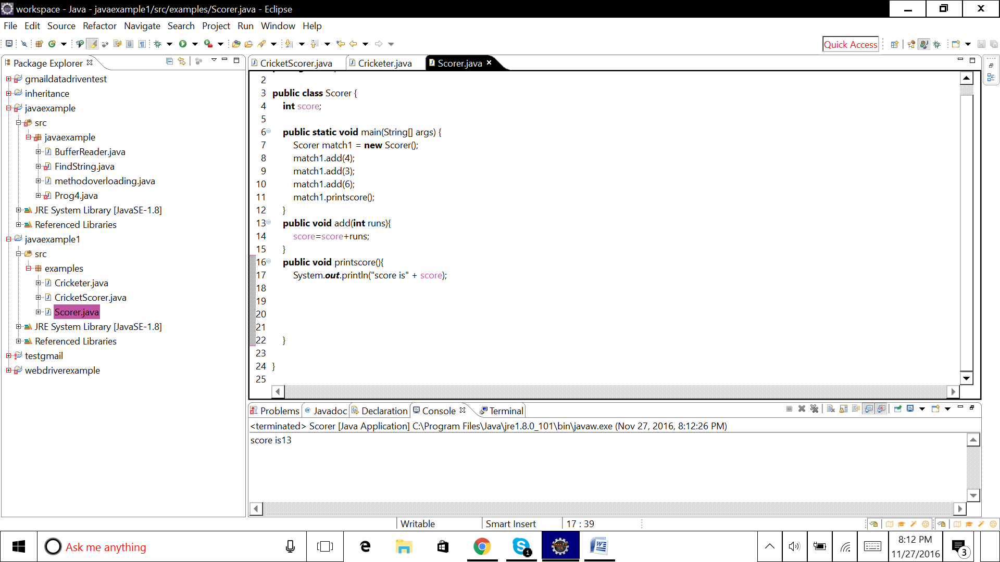 workspace - Java - javaexample1/src/examples/Scorer.java - Eclipse
File Edit Source Refactor Navigate Search Project Run Window Help
Quick Access
Package Explorer
gmaildatadriventest
inheritance
javaexample
src
javaexample
BufferReader.java
FindString.java
methodoverloading.java
Prog4.java
JRE System Library [JavaSE-1.8]
Referenced Libraries
javaexample1
src
examples
Cricketer.java
CricketScorer.java
Scorer.java
JRE System Library [JavaSE-1.8]
Referenced Libraries
testgmail
webdriverexample
CricketScorer.java Cricketer.java Scorer.java
2
3 public class Scorer {
4 int score;
5
6 public static void main(String[] args) {
7 Scorer match1 = new Scorer();
8 match1.add(4);
9 match1.add(3);
10 match1.add(6);
11 match1.printscore();
12 }
13 public void add(int runs){
14 score=score+runs;
15 }
16 public void printscore(){
17 System.out.println("score is" + score);
18
19
20
21
22 }
23
24 }
25
Problems @ Javadoc Declaration Console Terminal
<terminated> Scorer [Java Application] C:\Program Files\Java\jre1.8.0_101\bin\javaw.exe (Nov 27, 2016, 8:12:26 PM)
score is13
Writable Smart Insert 17 : 39
Ask me anything
1
Java EE
IDE
8:12 PM
11/27/2016
3